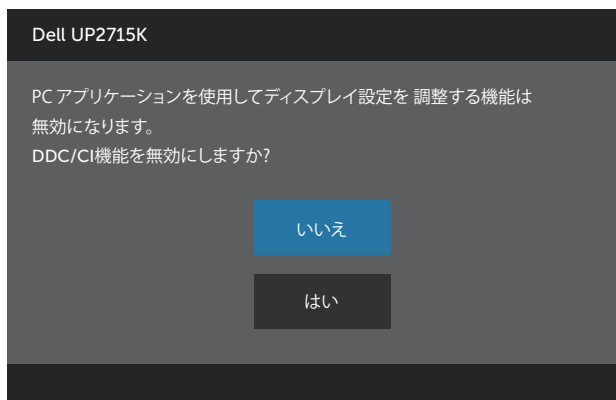 Dell UP2715K
PC アプリケーションを使用してディスプレイ設定を 調整する機能は
無効になります。
DDC/CI機能を無効にしますか?
いいえ
はい